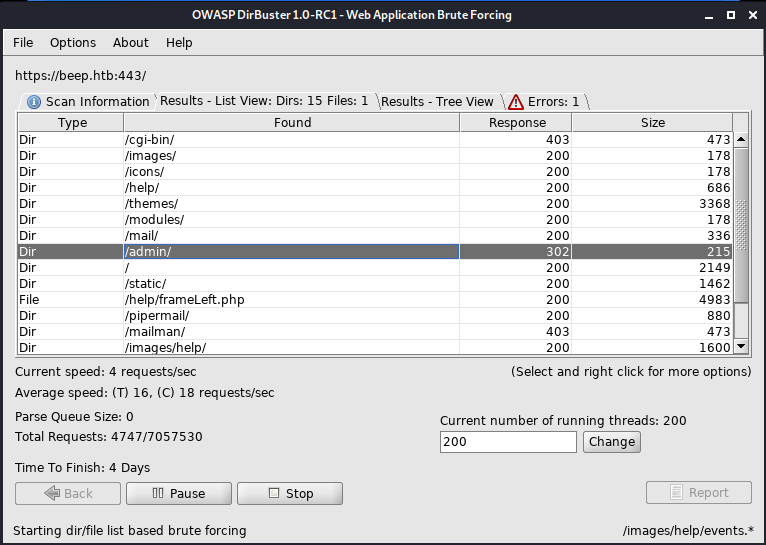 OWASP DirBuster 1.0-RC1 - Web Application Brute Forcing
File Options About Help
https://beep.htb:443/
Scan Information Results - List View: Dirs: 15 Files: 1 Results - Tree View Errors: 1
Type Found Response Size
Dir /cgi-bin/ 403 473
Dir /images/ 200 178
Dir /icons/ 200 178
Dir /help/ 200 686
Dir /themes/ 200 3368
Dir /modules/ 200 178
Dir /mail/ 200 336
Dir /admin/ 302 215
Dir / 200 2149
Dir /static/ 200 1462
File /help/frameLeft.php 200 4983
Dir /pipermail/ 200 880
Dir /mailman/ 403 473
Dir /images/help/ 200 1600
Current speed: 4 requests/sec (Select and right click for more options)
Average speed: (T) 16, (C) 18 requests/sec
Parse Queue Size: 0 Current number of running threads: 200
Total Requests: 4747/7057530 200 Change
Time To Finish: 4 Days
Back Pause Stop Report
Starting dir/file list based brute forcing /images/help/events.*